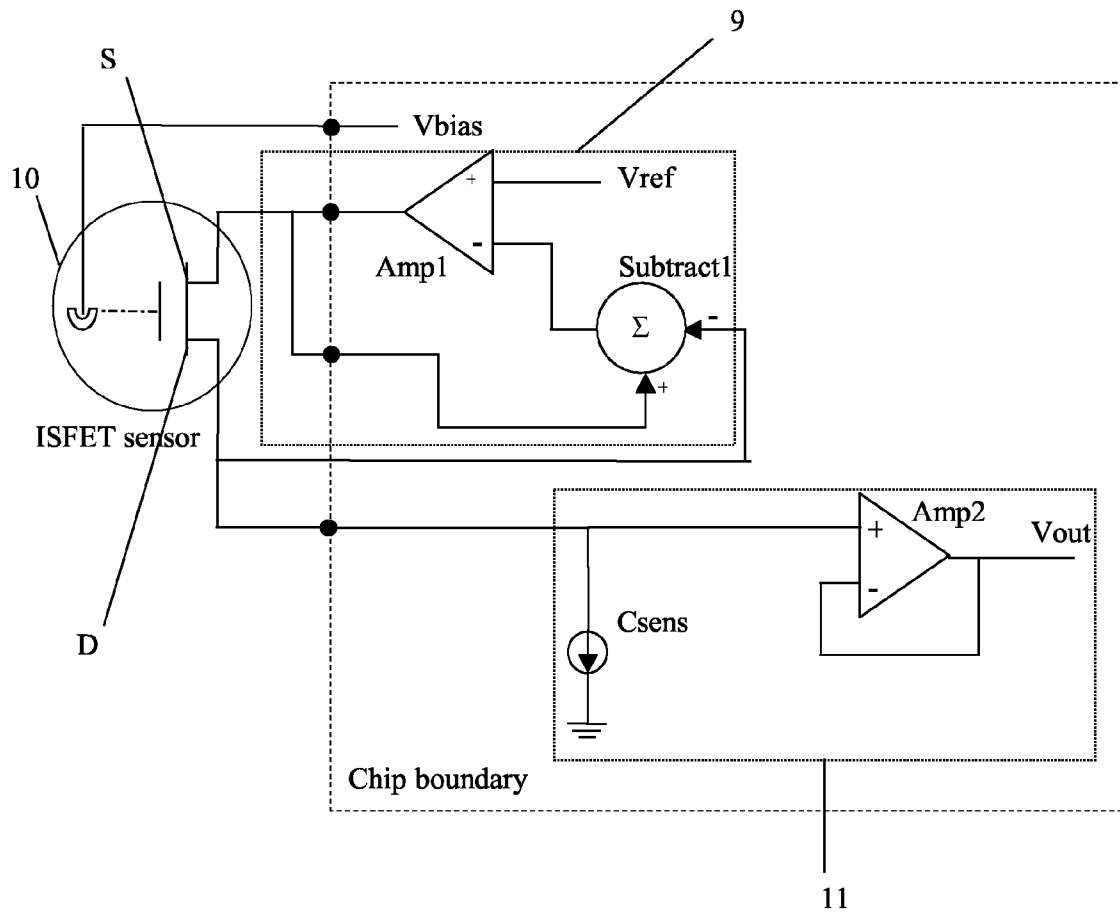 9
S
Vbias
10
+
Vref
-
Amp1
Subtract1
Σ
-
+
ISFET sensor
Amp2
+
Vout
-
D
Csens
Chip boundary
11